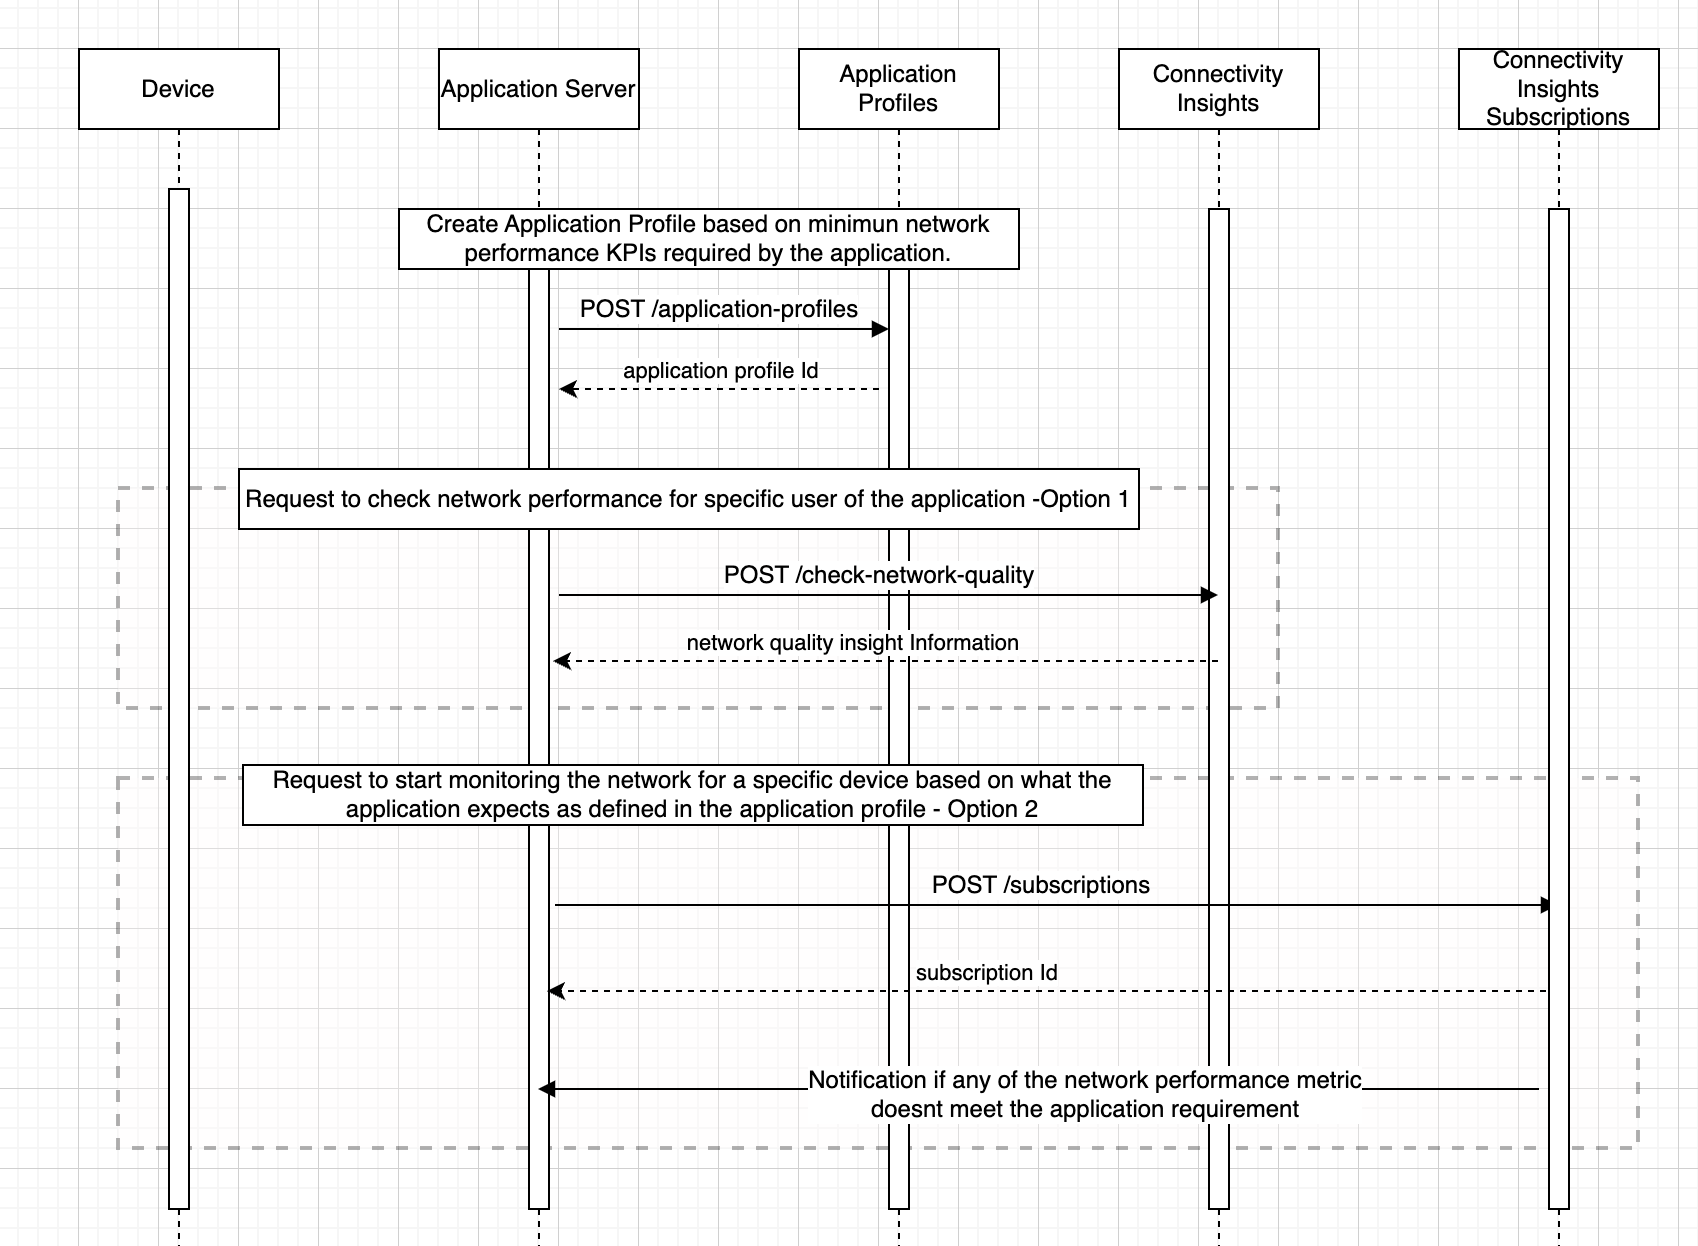 Device
Application Server
Application
Profiles
Connectivity
Insights
Connectivity
Insights
Subscriptions
Create Application Profile based on minimun network
performance KPIs required by the application.
POST /application-profiles
application profile Id
Request to check network performance for specific user of the application -Option 1
POST /check-network-quality
network quality insight Information
Request to start monitoring the network for a specific device based on what the
application expects as defined in the application profile - Option 2
POST /subscriptions
subscription Id
Notification if any of the network performance metric
doesnt meet the application requirement